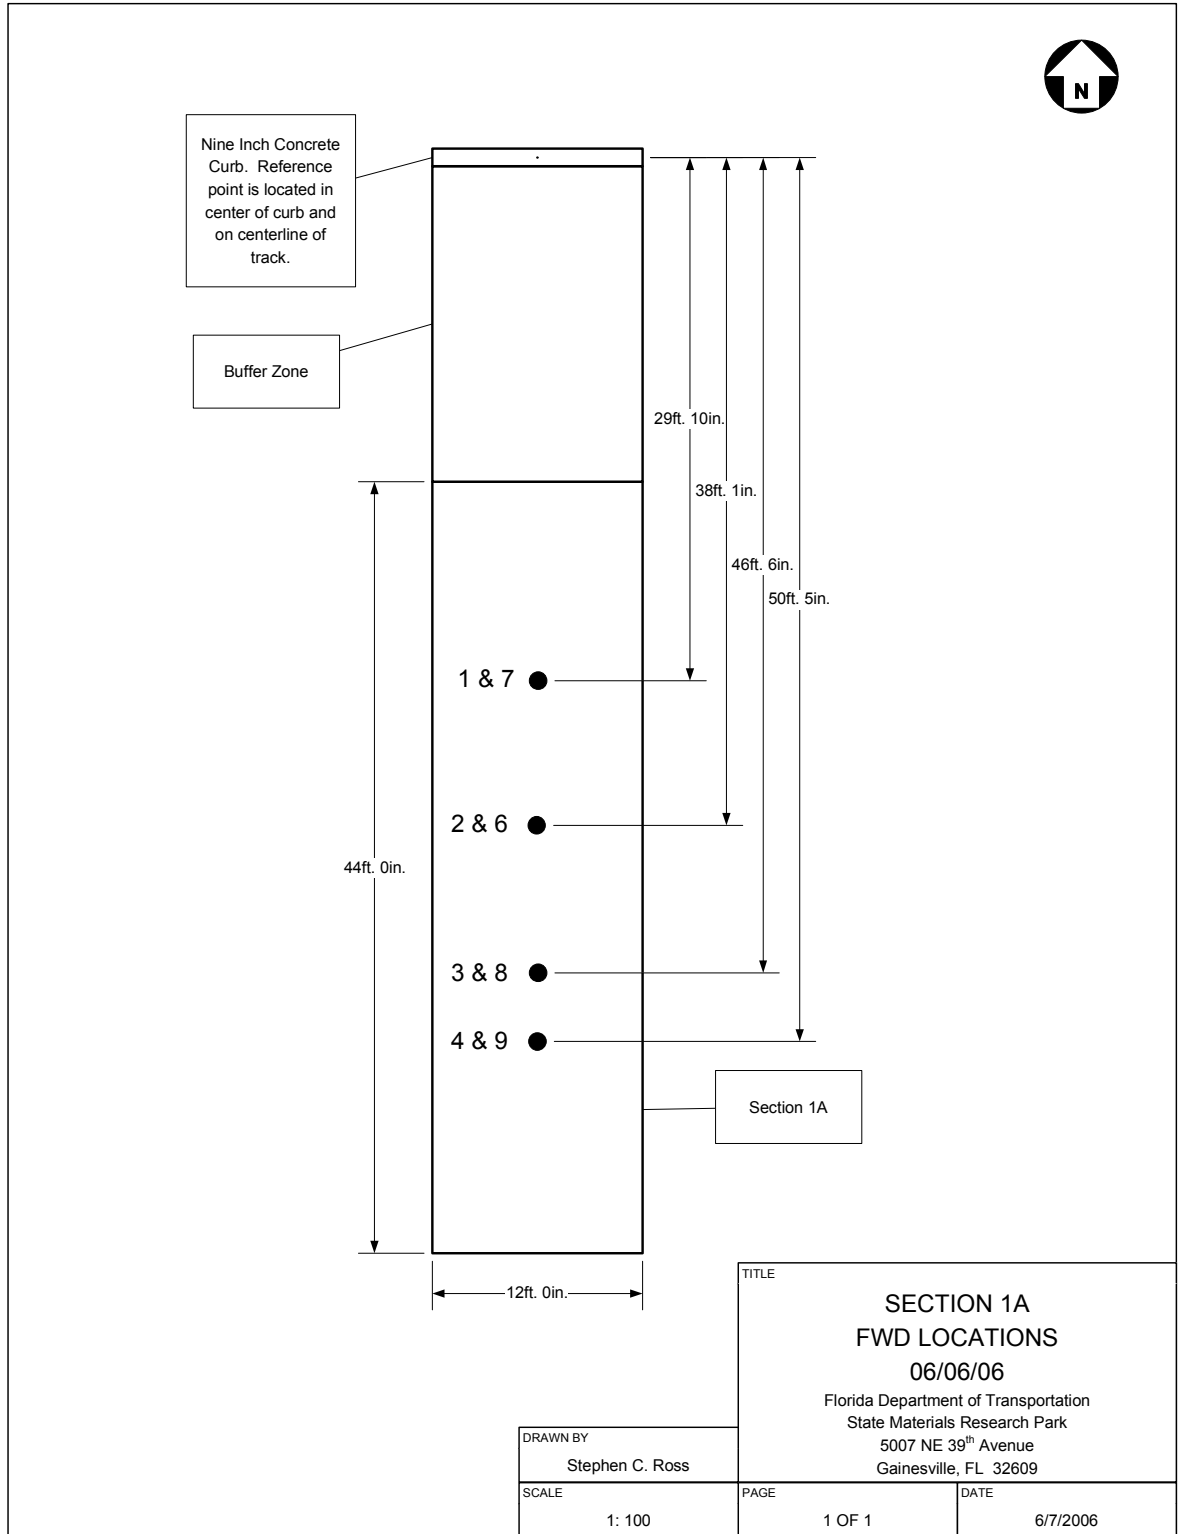 N
Nine Inch Concrete
Curb. Reference
point is located in
center of curb and
on centerline of
track.
Buffer Zone
29ft. 10in.
38ft. 1in.
46ft. 6in.
50ft. 5in.
1 & 7
2 & 6
44ft. 0in.
3 & 8
4 & 9
Section 1A
12ft. 0in.
TITLE
SECTION 1A
FWD LOCATIONS
06/06/06
Florida Department of Transportation
State Materials Research Park
5007 NE 39th Avenue
Gainesville, FL 32609
DRAWN BY
Stephen C. Ross
SCALE
1: 100
PAGE
1 OF 1
DATE
6/7/2006